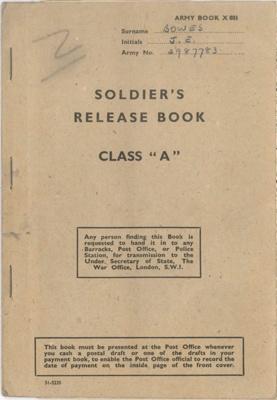 ARMY BOOK X 801
Surname BOWES
Initials J.E.
Army No. 2987783
SOLDIER'S
RELEASE BOOK
CLASS "A"
Any person finding this Book is
requested to hand it in to any
Barracks, Post Office, or Police
Station, for transmission to the
Under Secretary of State, The
War Office, London, S.W.1.
This book must be presented at the Post Office whenever
you cash a postal draft or one of the drafts in your
payment book, to enable the Post Office official to record the
date of payment on the inside page of the front cover.
51-5220